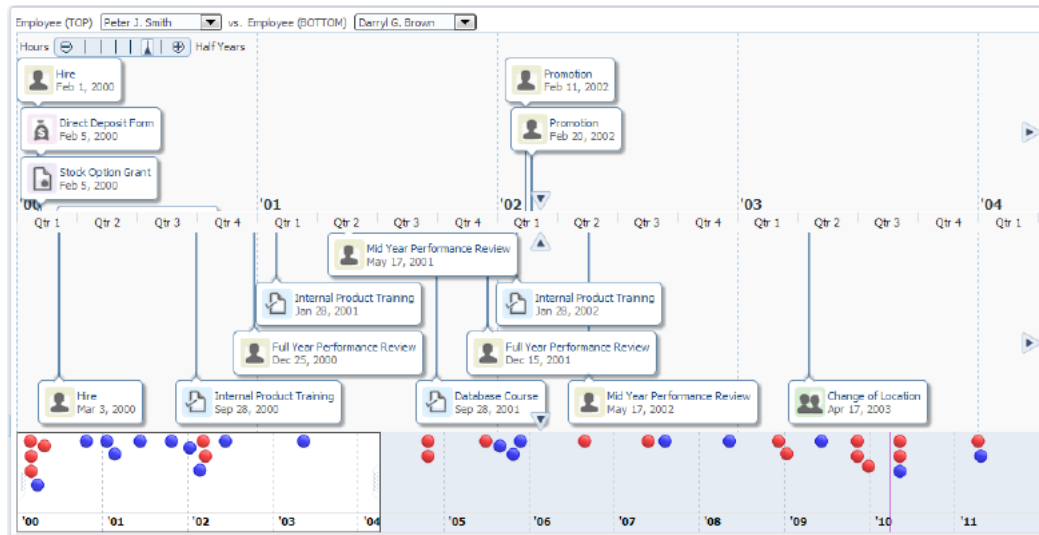 Employee (TOP) Peter J. Smith vs. Employee (BOTTOM) Darryl G. Brown
Hours Half Years
Hire
Feb 1, 2000
Promotion
Feb 11, 2002
Direct Deposit Form
Feb 5, 2000
Promotion
Feb 20, 2002
Stock Option Grant
Feb 5, 2000
'00 '01 '02 '03 '04
Qtr 1 Qtr 2 Qtr 3 Qtr 4 Qtr 1 Qtr 2 Qtr 3 Qtr 4 Qtr 1 Qtr 2 Qtr 3 Qtr 4 Qtr 1 Qtr 2 Qtr 3 Qtr 4 Qtr 1
Mid Year Performance Review
May 17, 2001
Internal Product Training
Jan 28, 2001
Internal Product Training
Jan 28, 2002
Full Year Performance Review
Dec 25, 2000
Full Year Performance Review
Dec 15, 2001
Hire
Mar 3, 2000
Internal Product Training
Sep 28, 2000
Database Course
Sep 28, 2001
Mid Year Performance Review
May 17, 2002
Change of Location
Apr 17, 2003
'00 '01 '02 '03 '04 '05 '06 '07 '08 '09 '10 '11